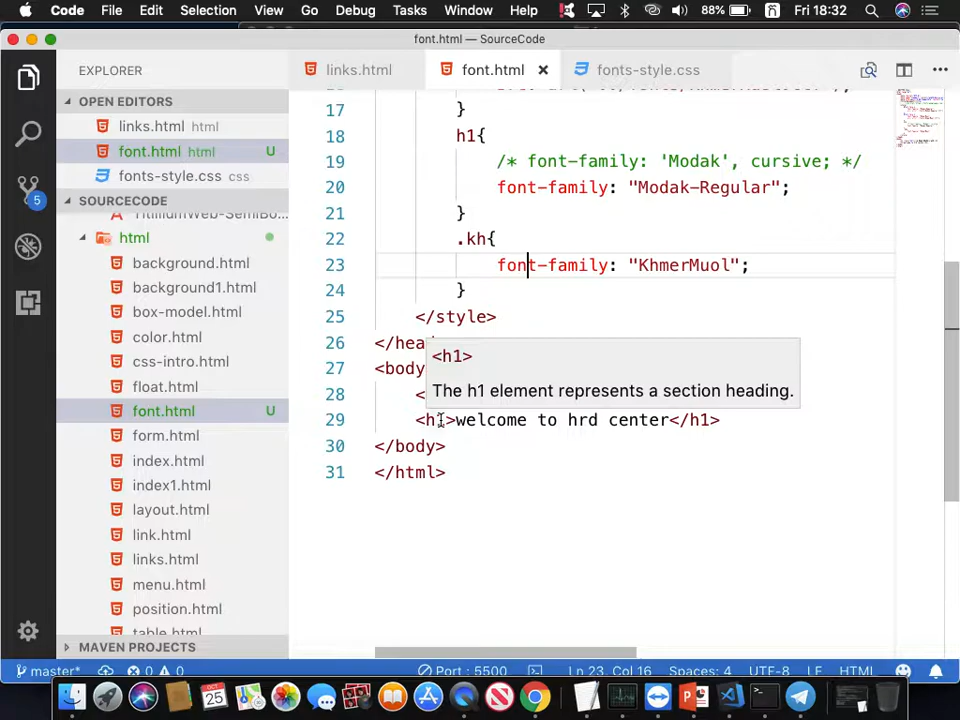 Code File Edit Selection View Go Debug Tasks Window Help 88% Fri 18:32
font.html — SourceCode
EXPLORER
links.html font.html fonts-style.css
OPEN EDITORS
links.html html
font.html html U
fonts-style.css css
SOURCECODE
TitilliumWeb-SemiBo...
html
background.html
background1.html
box-model.html
color.html
css-intro.html
float.html
font.html U
form.html
index.html
index1.html
layout.html
link.html
links.html
menu.html
position.html
table.html
MAVEN PROJECTS
5
17 }
18 h1{
19 /* font-family: 'Modak', cursive; */
20 font-family: "Modak-Regular";
21 }
22 .kh{
23 font-family: "KhmerMuol";
24 }
25 </style>
26 </hea
27 <body
28 <
29 <h1>welcome to hrd center</h1>
30 </body>
31 </html>
<h1>
The h1 element represents a section heading.
master* 0 0 Port : 5500 Ln 23, Col 16 Spaces: 4 UTF-8 LF HTML
OCT
25